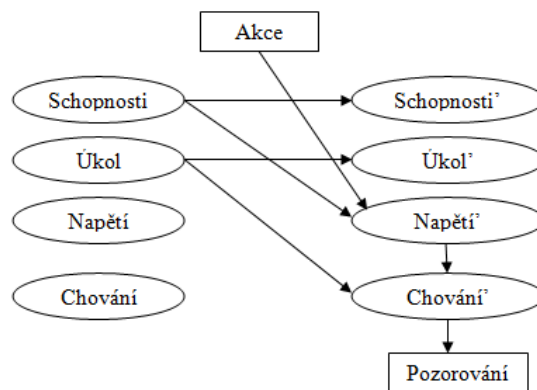 Akce
Schopnosti
Schopnosti’
Úkol
Úkol’
Napětí
Napětí’
Chování
Chování’
Pozorování